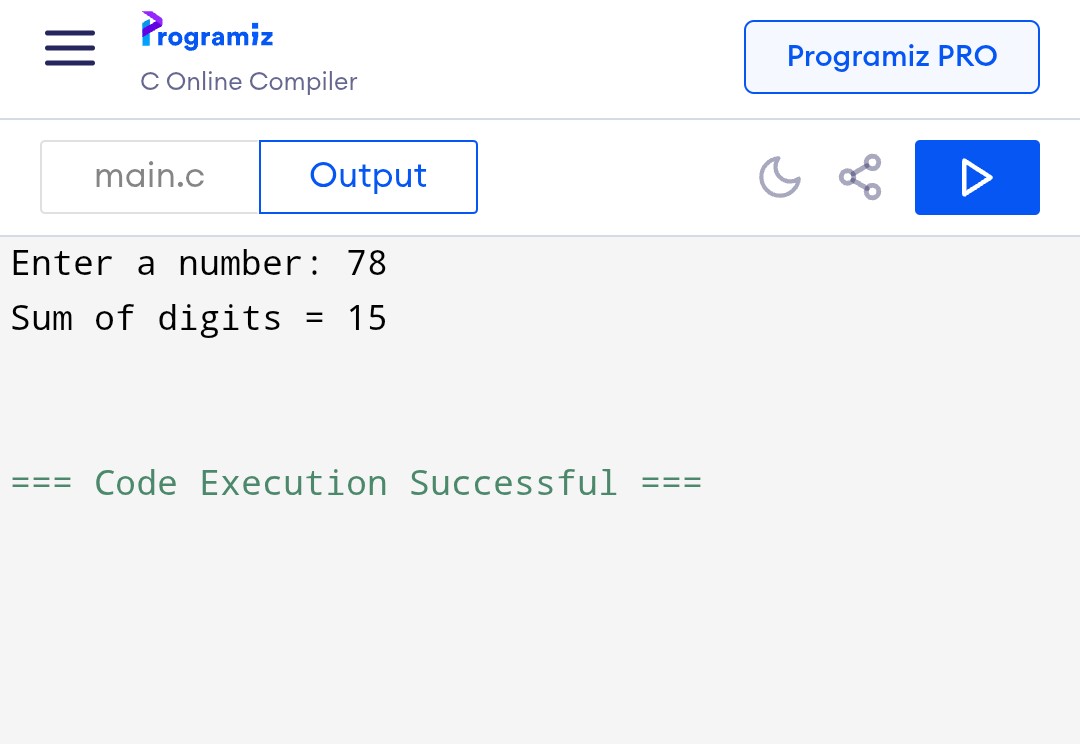 Programiz
C Online Compiler
Programiz PRO
main.c
Output
Enter a number: 78
Sum of digits = 15
=== Code Execution Successful ===